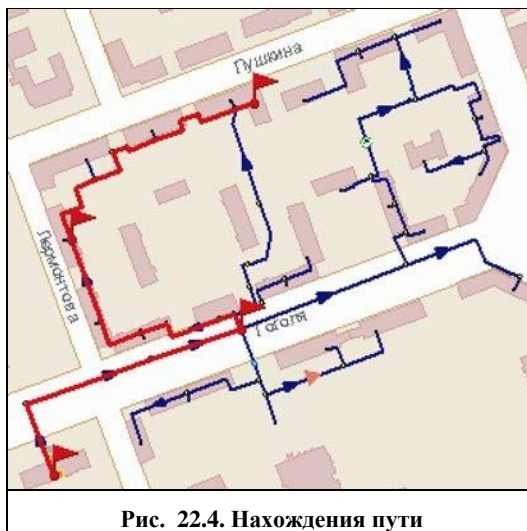 Пушкина
Лермонтова
Гоголя
Рис. 22.4. Нахождения пути